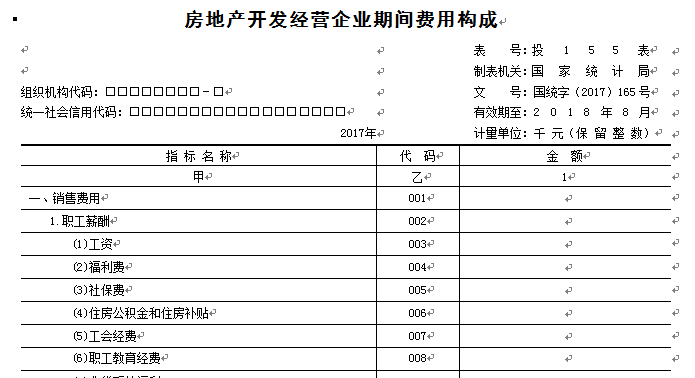 房地产开发经营企业期间费用构成
表 号：投 1 5 5 表
制表机关：国 家 统 计 局
组织机构代码：□□□□□□□□－□ 文 号：国统字（2017）165号
统一社会信用代码：□□□□□□□□□□□□□□□□□□ 有效期至：2 0 1 8 年 8 月
2017年 计量单位：千 元（保 留 整 数）
指 标 名 称 代 码 金 额
甲 乙 1
一、销售费用 001
1.职工薪酬 002
(1)工资 003
(2)福利费 004
(3)社保费 005
(4)住房公积金和住房补贴 006
(5)工会经费 007
(6)职工教育经费 008